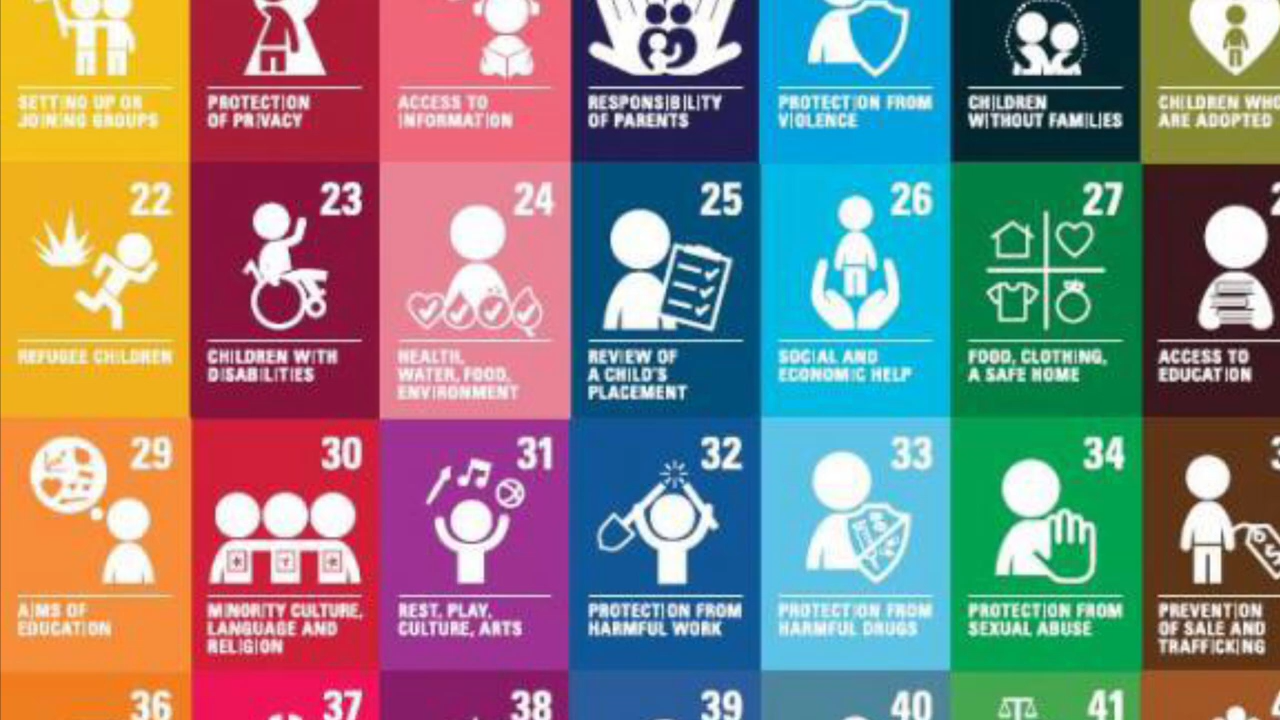 SETTING UP OR
JOINING GROUPS
PROTECTION
OF PRIVACY
ACCESS TO
INFORMATION
RESPONSIBILITY
OF PARENTS
PROTECTION FROM
VIOLENCE
CHILDREN
WITHOUT FAMILIES
CHILDREN WHO
ARE ADOPTED
22
REFUGEE CHILDREN
23
CHILDREN WITH
DISABILITIES
24
HEALTH,
WATER, FOOD,
ENVIRONMENT
25
REVIEW OF
A CHILD'S
PLACEMENT
26
SOCIAL AND
ECONOMIC HELP
27
FOOD, CLOTHING,
A SAFE HOME
2
ACCESS TO
EDUCATION
29
AIMS OF
EDUCATION
30
MINORITY CULTURE,
LANGUAGE AND
RELIGION
31
REST, PLAY,
CULTURE, ARTS
32
PROTECTION FROM
HARMFUL WORK
33
PROTECTION FROM
HARMFUL DRUGS
34
PROTECTION FROM
SEXUAL ABUSE
3
PREVENTION
OF SALE AND
TRAFFICKING
36
37
38
39
40
41
4